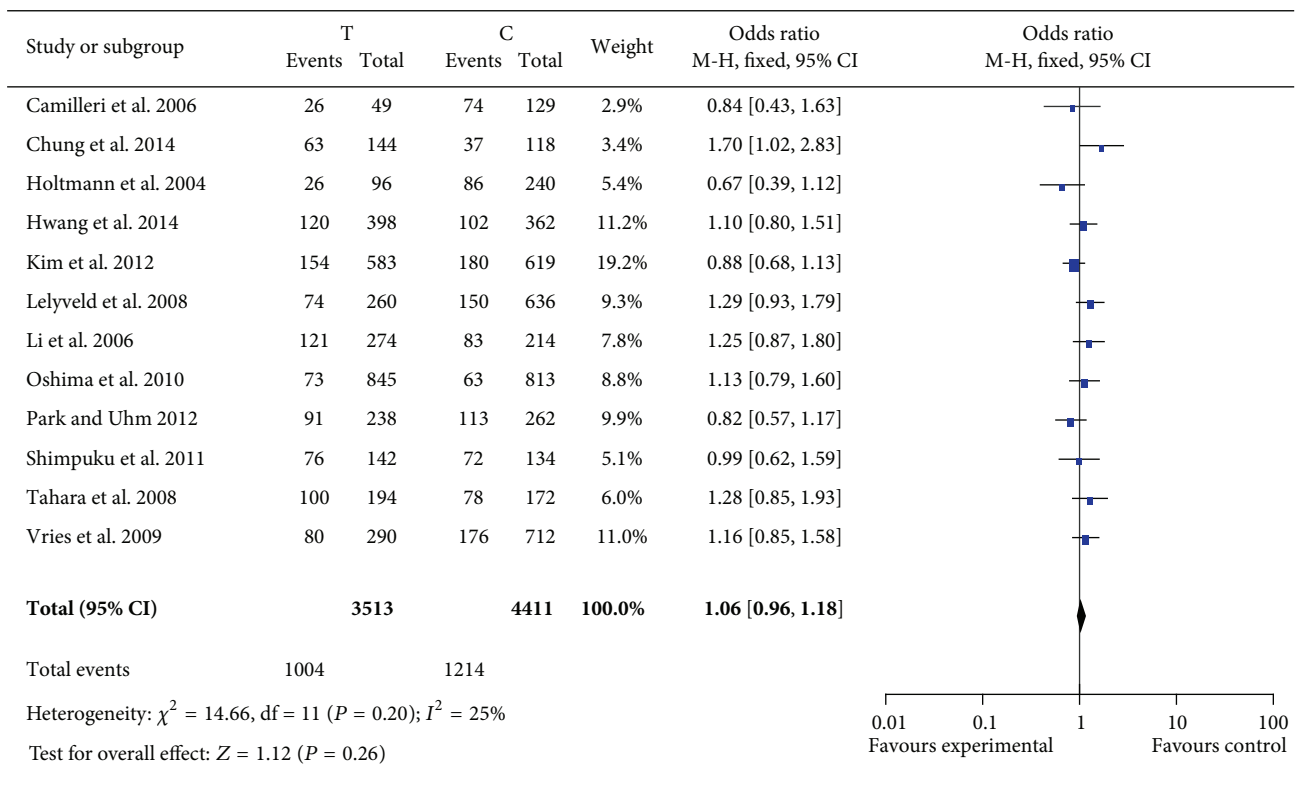 Study or subgroup T C Weight Odds ratio Odds ratio
Events Total Events Total M-H, fixed, 95% CI M-H, fixed, 95% CI
Camilleri et al. 2006 26 49 74 129 2.9% 0.84 [0.43, 1.63]
Chung et al. 2014 63 144 37 118 3.4% 1.70 [1.02, 2.83]
Holtmann et al. 2004 26 96 86 240 5.4% 0.67 [0.39, 1.12]
Hwang et al. 2014 120 398 102 362 11.2% 1.10 [0.80, 1.51]
Kim et al. 2012 154 583 180 619 19.2% 0.88 [0.68, 1.13]
Lelyveld et al. 2008 74 260 150 636 9.3% 1.29 [0.93, 1.79]
Li et al. 2006 121 274 83 214 7.8% 1.25 [0.87, 1.80]
Oshima et al. 2010 73 845 63 813 8.8% 1.13 [0.79, 1.60]
Park and Uhm 2012 91 238 113 262 9.9% 0.82 [0.57, 1.17]
Shimpuku et al. 2011 76 142 72 134 5.1% 0.99 [0.62, 1.59]
Tahara et al. 2008 100 194 78 172 6.0% 1.28 [0.85, 1.93]
Vries et al. 2009 80 290 176 712 11.0% 1.16 [0.85, 1.58]
Total (95% CI) 3513 4411 100.0% 1.06 [0.96, 1.18]
Total events 1004 1214
Heterogeneity: χ² = 14.66, df = 11 (P = 0.20); I² = 25%
Test for overall effect: Z = 1.12 (P = 0.26)
0.01 0.1 1 10 100
Favours experimental Favours control